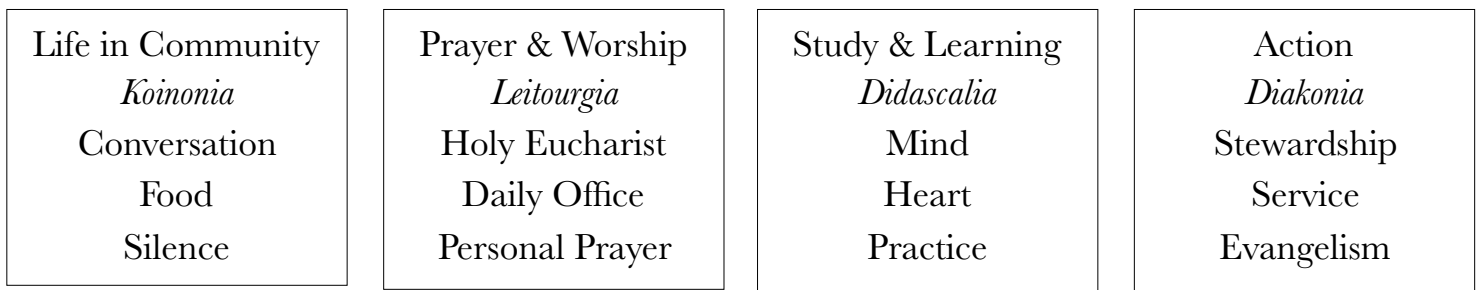 Life in Community
Koinonia
Conversation
Food
Silence
Prayer & Worship
Leitourgia
Holy Eucharist
Daily Office
Personal Prayer
Study & Learning
Didascalia
Mind
Heart
Practice
Action
Diakonia
Stewardship
Service
Evangelism